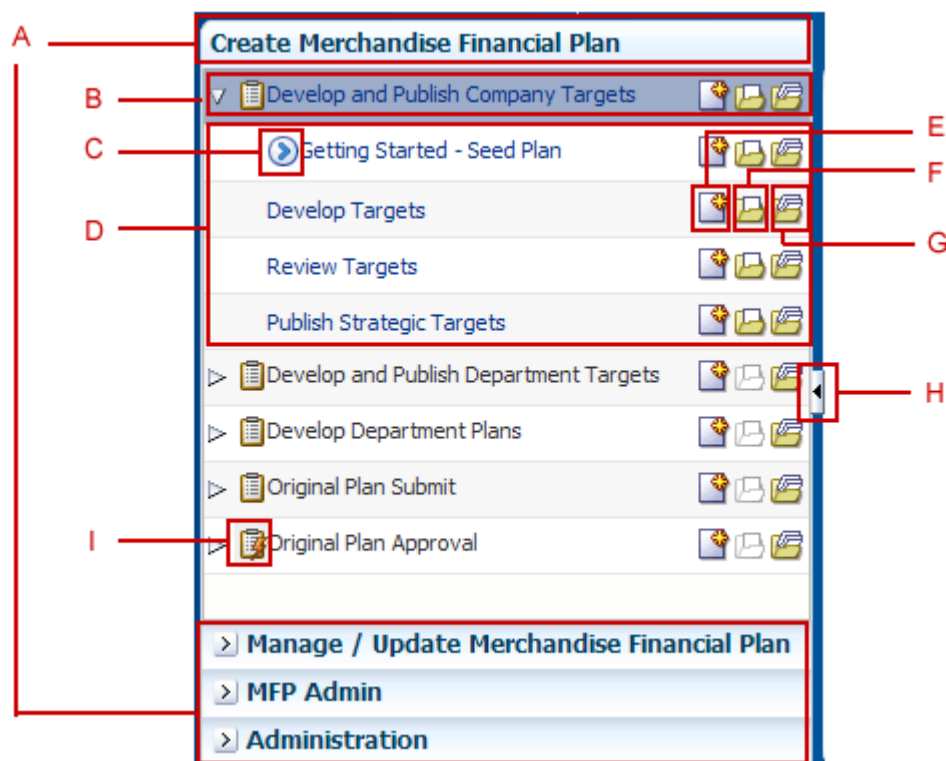 A
Create Merchandise Financial Plan
B
Develop and Publish Company Targets
E
C
Getting Started - Seed Plan
F
D
Develop Targets
G
Review Targets
Publish Strategic Targets
Develop and Publish Department Targets
H
Develop Department Plans
Original Plan Submit
I
Original Plan Approval
Manage / Update Merchandise Financial Plan
MFP Admin
Administration